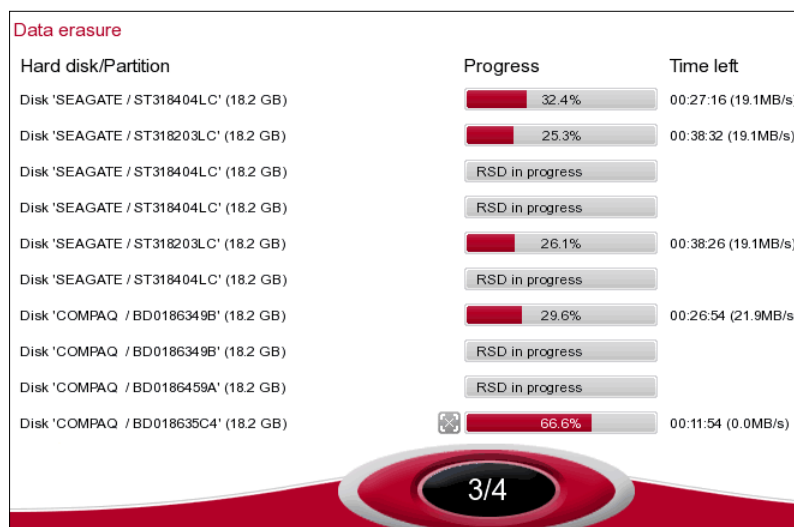 Data erasure
Hard disk/Partition Progress Time left
Disk 'SEAGATE / ST318404LC' (18.2 GB) 32.4% 00:27:16 (19.1MB/s)
Disk 'SEAGATE / ST318203LC' (18.2 GB) 25.3% 00:38:32 (19.1MB/s)
Disk 'SEAGATE / ST318404LC' (18.2 GB) RSD in progress
Disk 'SEAGATE / ST318404LC' (18.2 GB) RSD in progress
Disk 'SEAGATE / ST318203LC' (18.2 GB) 26.1% 00:38:26 (19.1MB/s)
Disk 'SEAGATE / ST318404LC' (18.2 GB) RSD in progress
Disk 'COMPAQ / BD0186349B' (18.2 GB) 29.6% 00:26:54 (21.9MB/s
Disk 'COMPAQ / BD0186349B' (18.2 GB) RSD in progress
Disk 'COMPAQ / BD0186459A' (18.2 GB) RSD in progress
Disk 'COMPAQ / BD018635C4' (18.2 GB) 66.6% 00:11:54 (0.0MB/s)
3/4